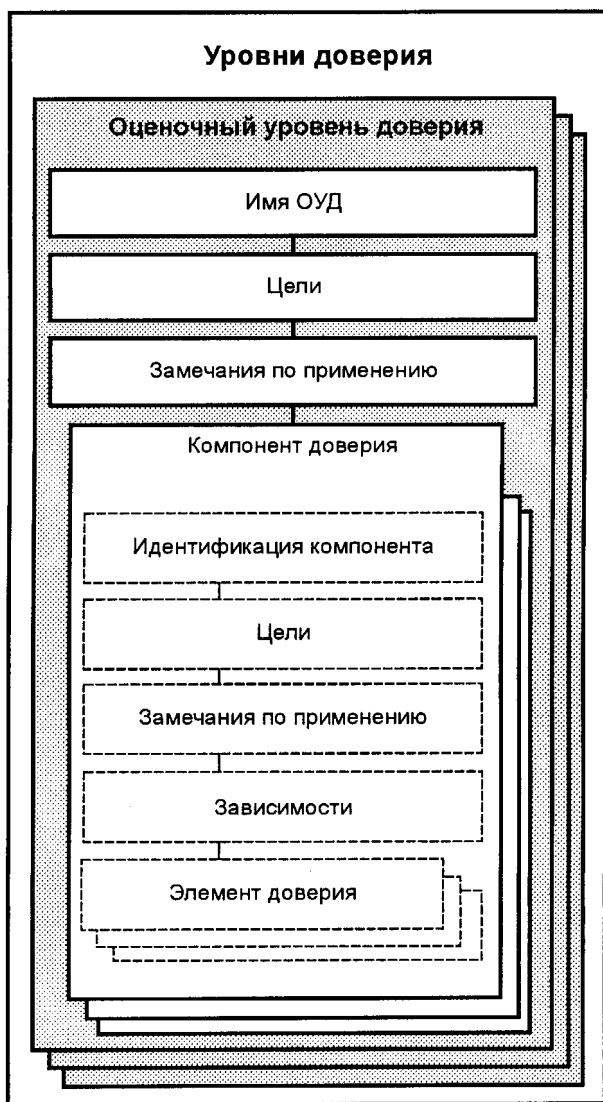 Уровни доверия
Оценочный уровень доверия
Имя ОУД
Цели
Замечания по применению
Компонент доверия
Идентификация компонента
Цели
Замечания по применению
Зависимости
Элемент доверия